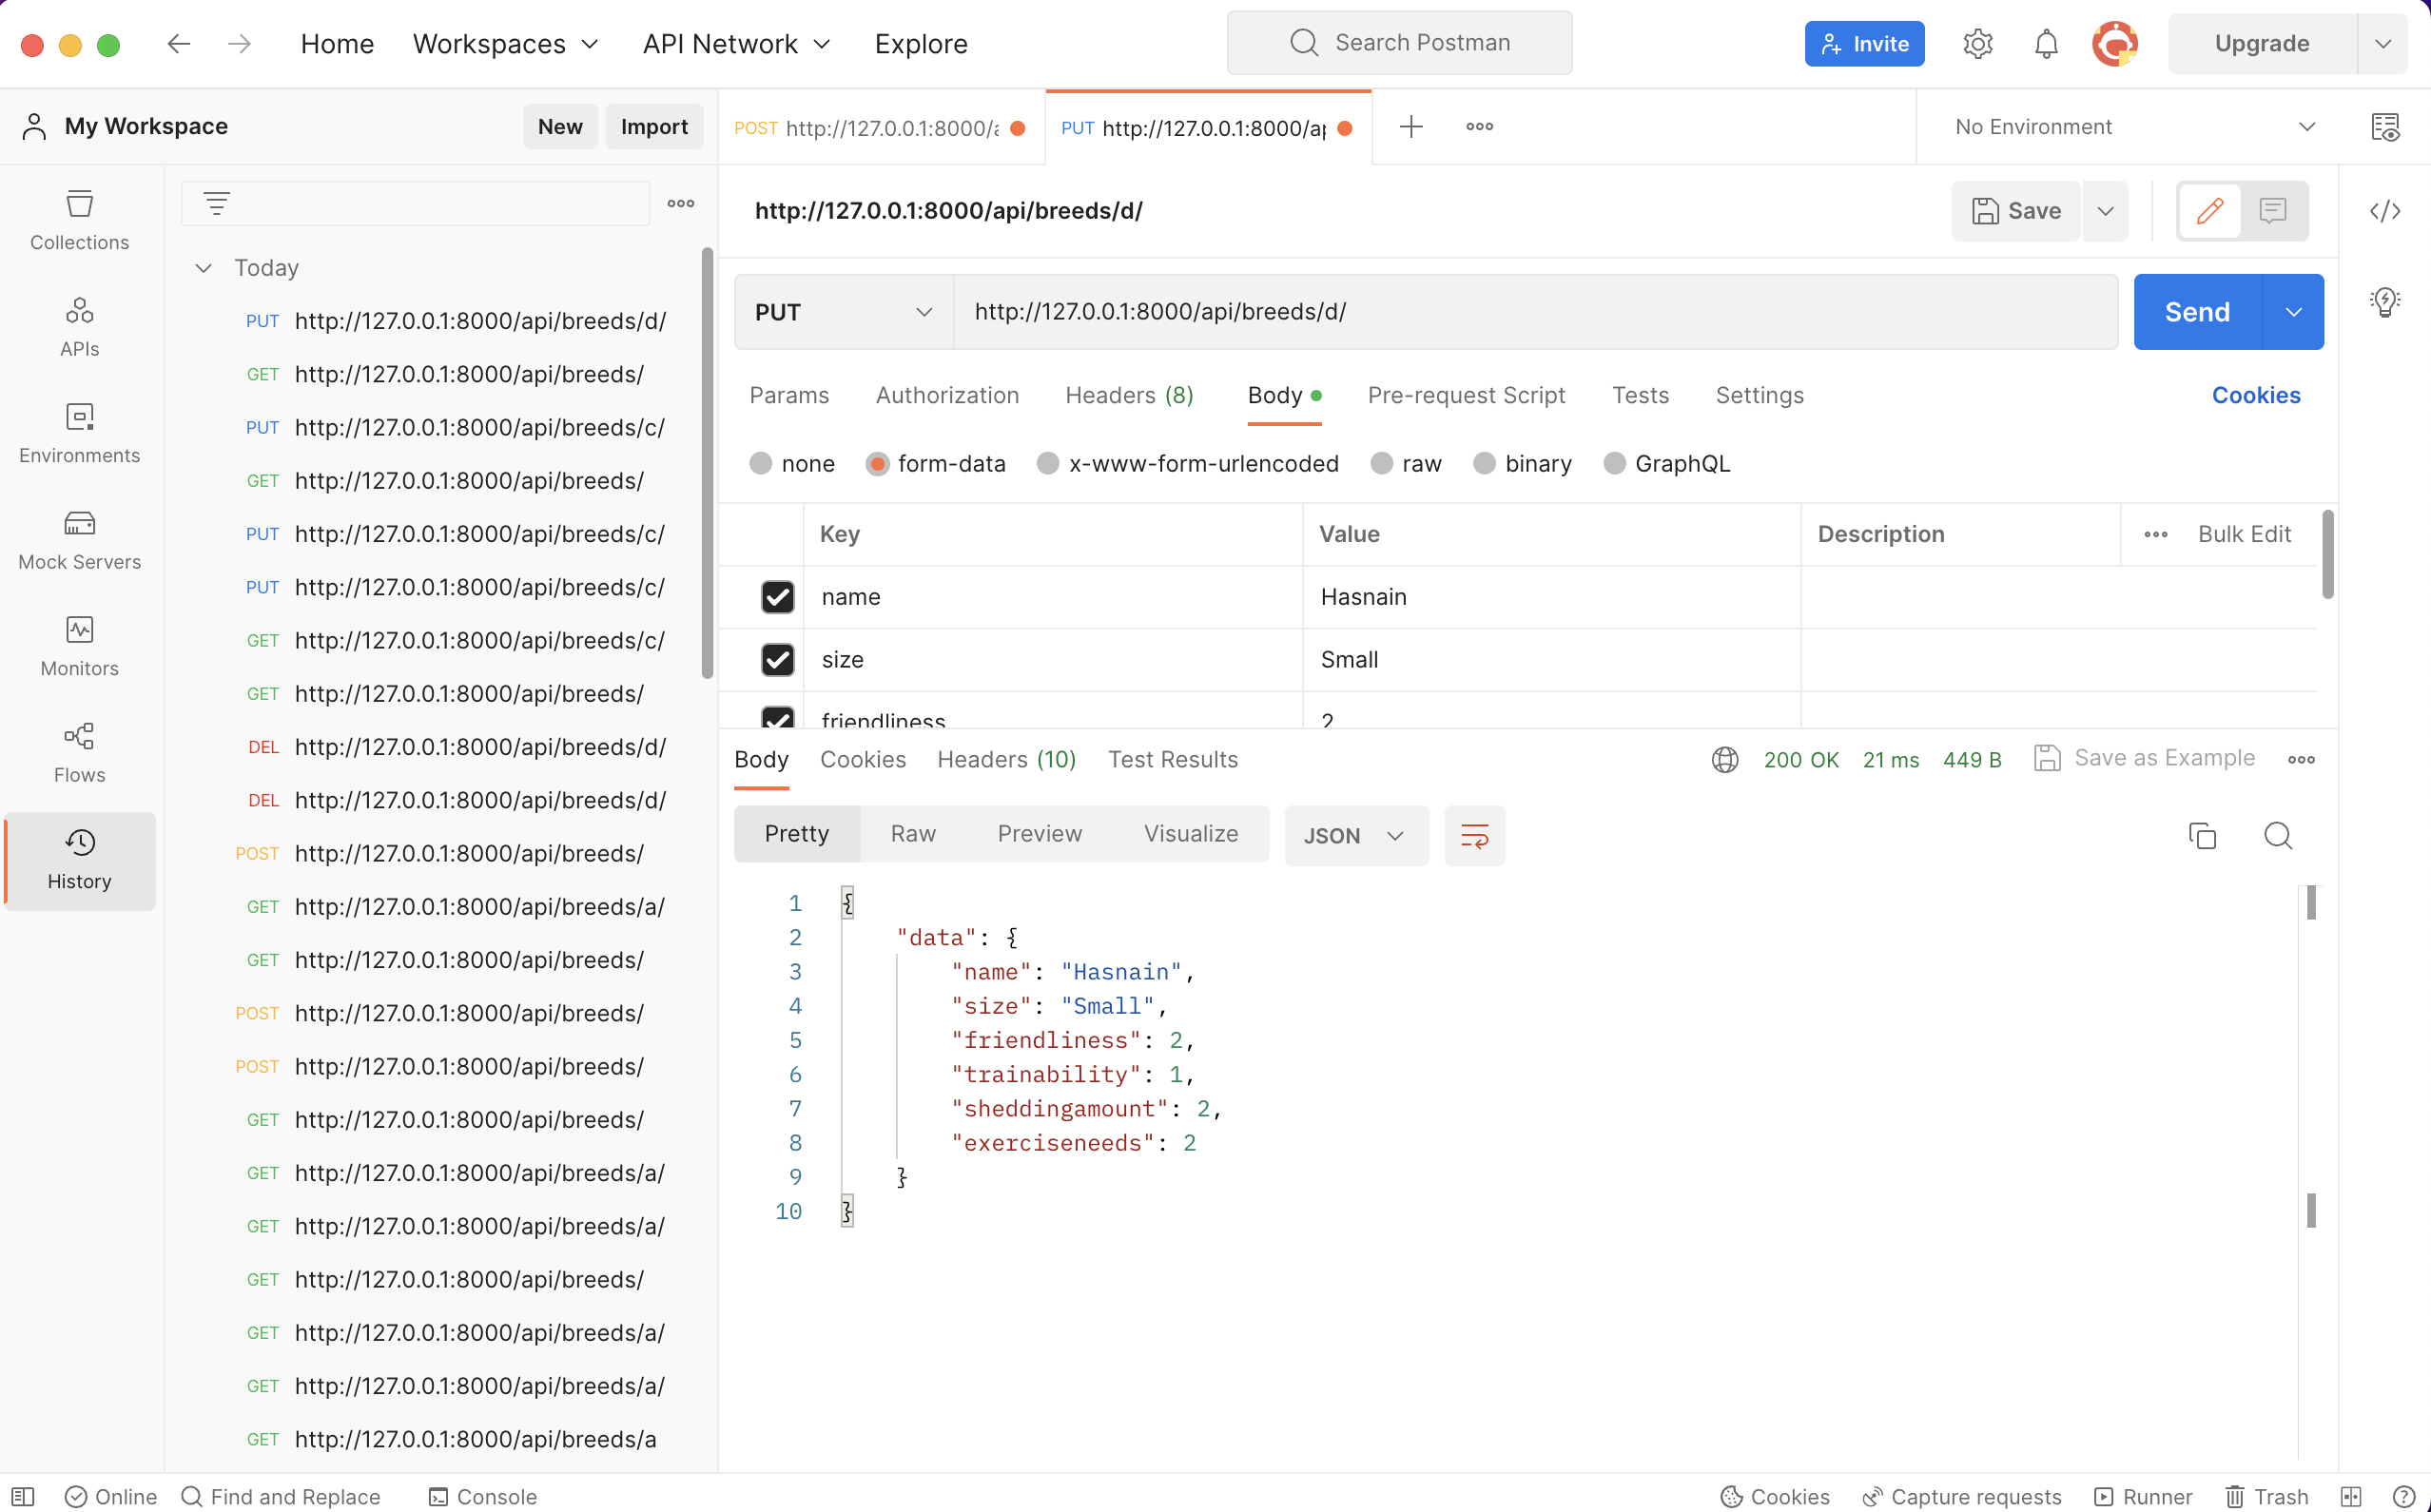 Home Workspaces API Network Explore Search Postman Invite Upgrade
My Workspace New Import
POST http://127.0.0.1:8000/ PUT http://127.0.0.1:8000/ap No Environment
Collections
APIs
Environments
Mock Servers
Monitors
Flows
History
Today
PUT http://127.0.0.1:8000/api/breeds/d/
GET http://127.0.0.1:8000/api/breeds/
PUT http://127.0.0.1:8000/api/breeds/c/
GET http://127.0.0.1:8000/api/breeds/
PUT http://127.0.0.1:8000/api/breeds/c/
PUT http://127.0.0.1:8000/api/breeds/c/
GET http://127.0.0.1:8000/api/breeds/c/
GET http://127.0.0.1:8000/api/breeds/
DEL http://127.0.0.1:8000/api/breeds/d/
DEL http://127.0.0.1:8000/api/breeds/d/
POST http://127.0.0.1:8000/api/breeds/
GET http://127.0.0.1:8000/api/breeds/a/
GET http://127.0.0.1:8000/api/breeds/
POST http://127.0.0.1:8000/api/breeds/
POST http://127.0.0.1:8000/api/breeds/
GET http://127.0.0.1:8000/api/breeds/
GET http://127.0.0.1:8000/api/breeds/a/
GET http://127.0.0.1:8000/api/breeds/a/
GET http://127.0.0.1:8000/api/breeds/
GET http://127.0.0.1:8000/api/breeds/a/
GET http://127.0.0.1:8000/api/breeds/a/
GET http://127.0.0.1:8000/api/breeds/a
http://127.0.0.1:8000/api/breeds/d/ Save
PUT http://127.0.0.1:8000/api/breeds/d/ Send
Params Authorization Headers (8) Body Pre-request Script Tests Settings Cookies
none form-data x-www-form-urlencoded raw binary GraphQL
Key Value Description Bulk Edit
name Hasnain
size Small
friendliness 2
Body Cookies Headers (10) Test Results 200 OK 21 ms 449 B Save as Example
Pretty Raw Preview Visualize JSON
1 {
2 "data": {
3 "name": "Hasnain",
4 "size": "Small",
5 "friendliness": 2,
6 "trainability": 1,
7 "sheddingamount": 2,
8 "exerciseneeds": 2
9 }
10 }
Online Find and Replace Console Cookies Capture requests Runner Trash